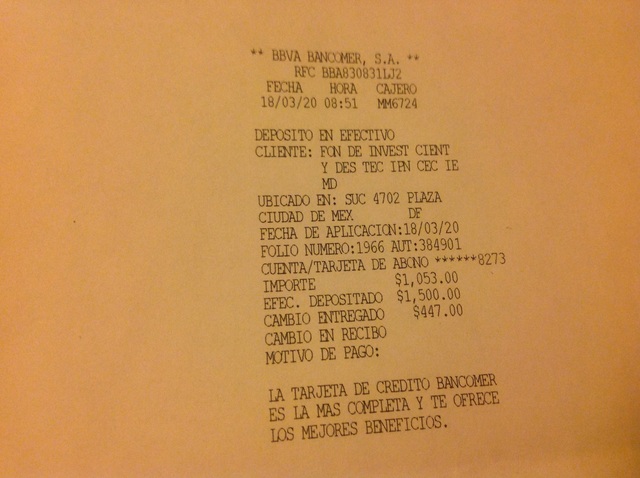 ** BBVA BANCOMER, S.A. **
RFC BBA830831LJ2
FECHA HORA CAJERO
18/03/20 08:51 MM6724
DEPOSITO EN EFECTIVO
CLIENTE: FON DE INVEST CIENT
Y DES TEC IPN CEC IE
MD
UBICADO EN: SUC 4702 PLAZA
CIUDAD DE MEX DF
FECHA DE APLICACION:18/03/20
FOLIO NUMERO:1966 AUT:384901
CUENTA/TARJETA DE ABONO ******8273
IMPORTE $1,053.00
EFEC. DEPOSITADO $1,500.00
CAMBIO ENTREGADO $447.00
CAMBIO EN RECIBO
MOTIVO DE PAGO:
LA TARJETA DE CREDITO BANCOMER
ES LA MAS COMPLETA Y TE OFRECE
LOS MEJORES BENEFICIOS.